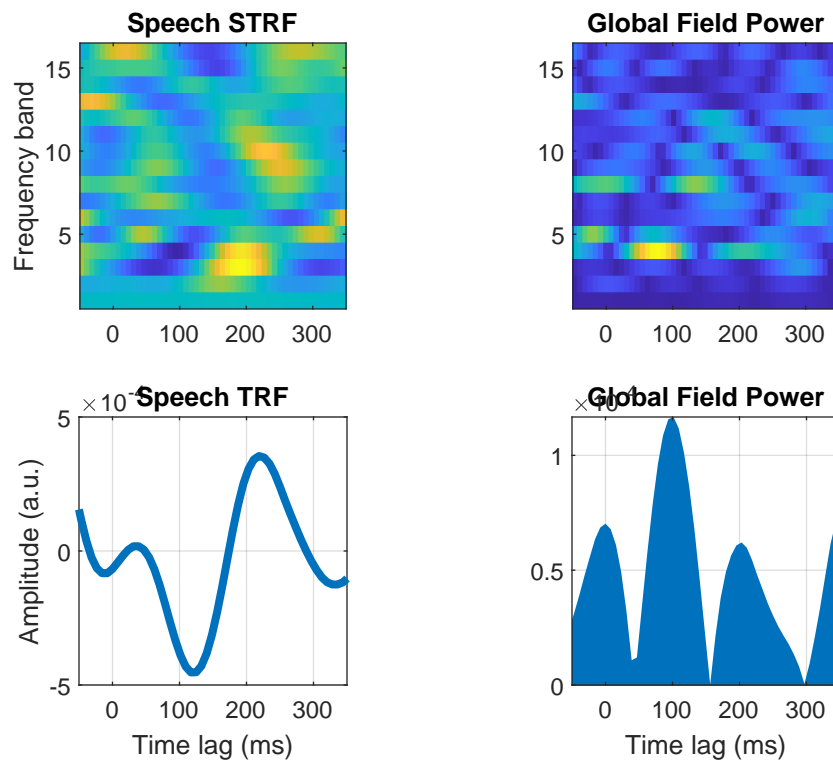 Speech STRF
Global Field Power
Frequency band
15
10
5
0 100 200 300
15
10
5
0 100 200 300
Speech TRF
Global Field Power
× 10-4
Amplitude (a.u.)
5
0
-5
0 100 200 300
Time lag (ms)
1
0.5
0
0 100 200 300
Time lag (ms)